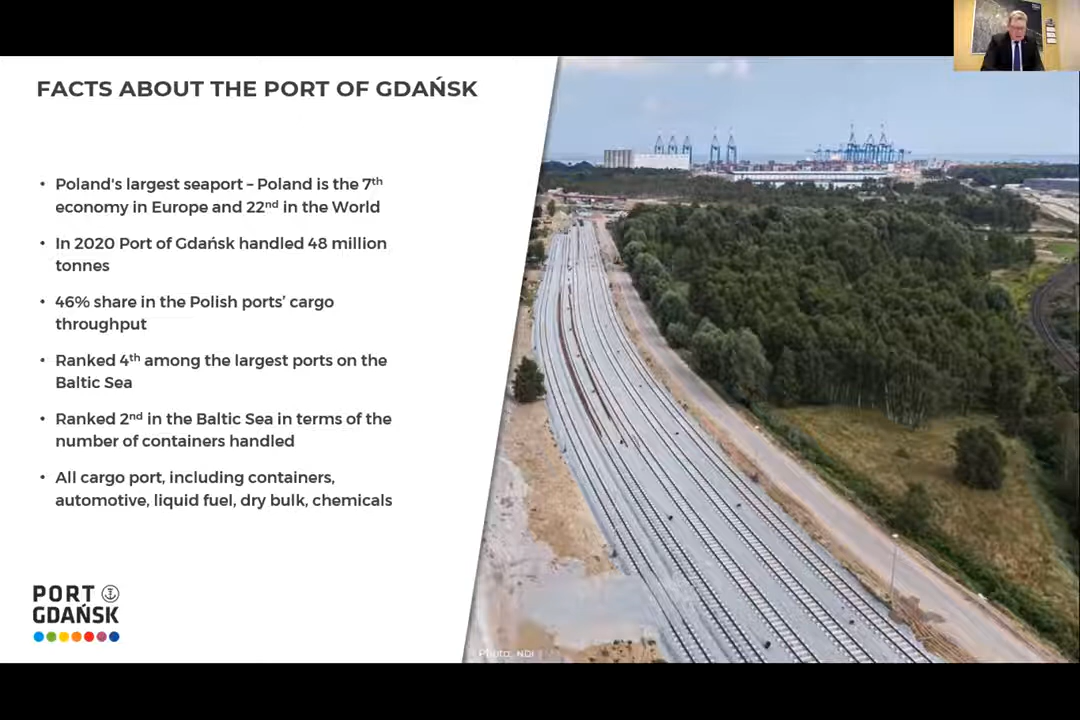 FACTS ABOUT THE PORT OF GDAŃSK
• Poland's largest seaport – Poland is the 7th
economy in Europe and 22nd in the World
• In 2020 Port of Gdańsk handled 48 million
tonnes
• 46% share in the Polish ports’ cargo
throughput
• Ranked 4th among the largest ports on the
Baltic Sea
• Ranked 2nd in the Baltic Sea in terms of the
number of containers handled
• All cargo port, including containers,
automotive, liquid fuel, dry bulk, chemicals
PORT
GDAŃSK
Photo: NDI